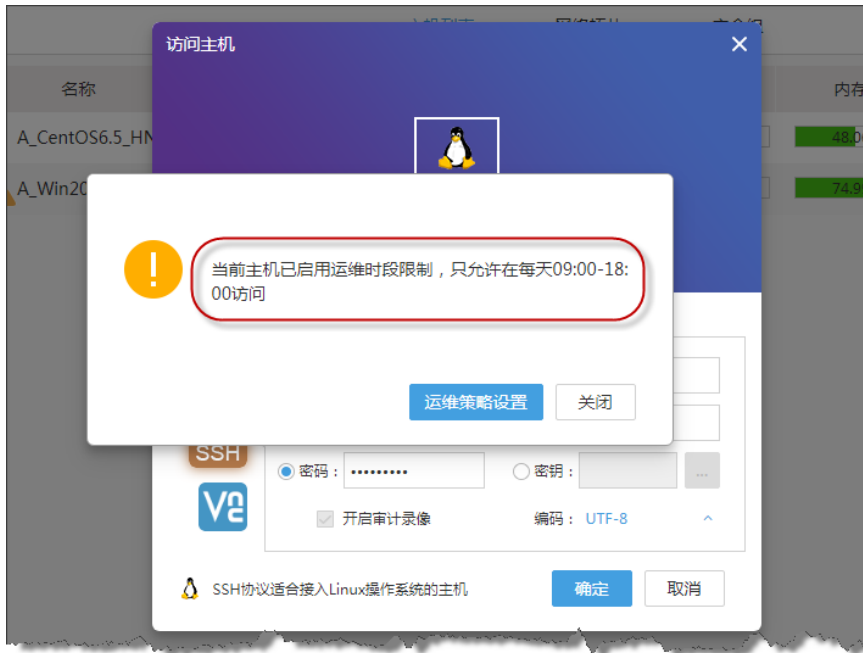 访问主机
名称
内存
A_CentOS6.5_HN
48.0
A_Win20
74.9
当前主机已启用运维时段限制，只允许在每天09:00-18:
00访问
运维策略设置
关闭
SSH
密码：
密钥：
...
VNC
开启审计录像
编码：
UTF-8
SSH协议适合接入Linux操作系统的主机
确定
取消